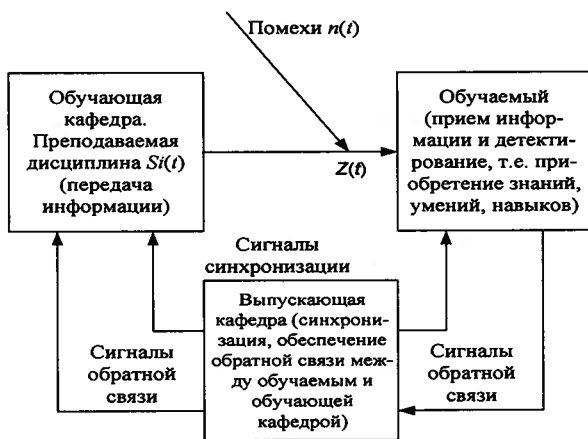 Помехи n(t)
Обучающая
кафедра.
Преподаваемая
дисциплина Si(t)
(передача
информации)
Z(t)
Обучаемый
(прием инфор-
мации и детекти-
рование, т.е. при-
обретение знаний,
умений, навыков)
Сигналы
синхронизации
Выпускающая
кафедра (синхрони-
зация, обеспечение
обратной связи меж-
ду обучаемым и
обучающей
кафедрой)
Сигналы
обратной
связи
Сигналы
обратной
связи